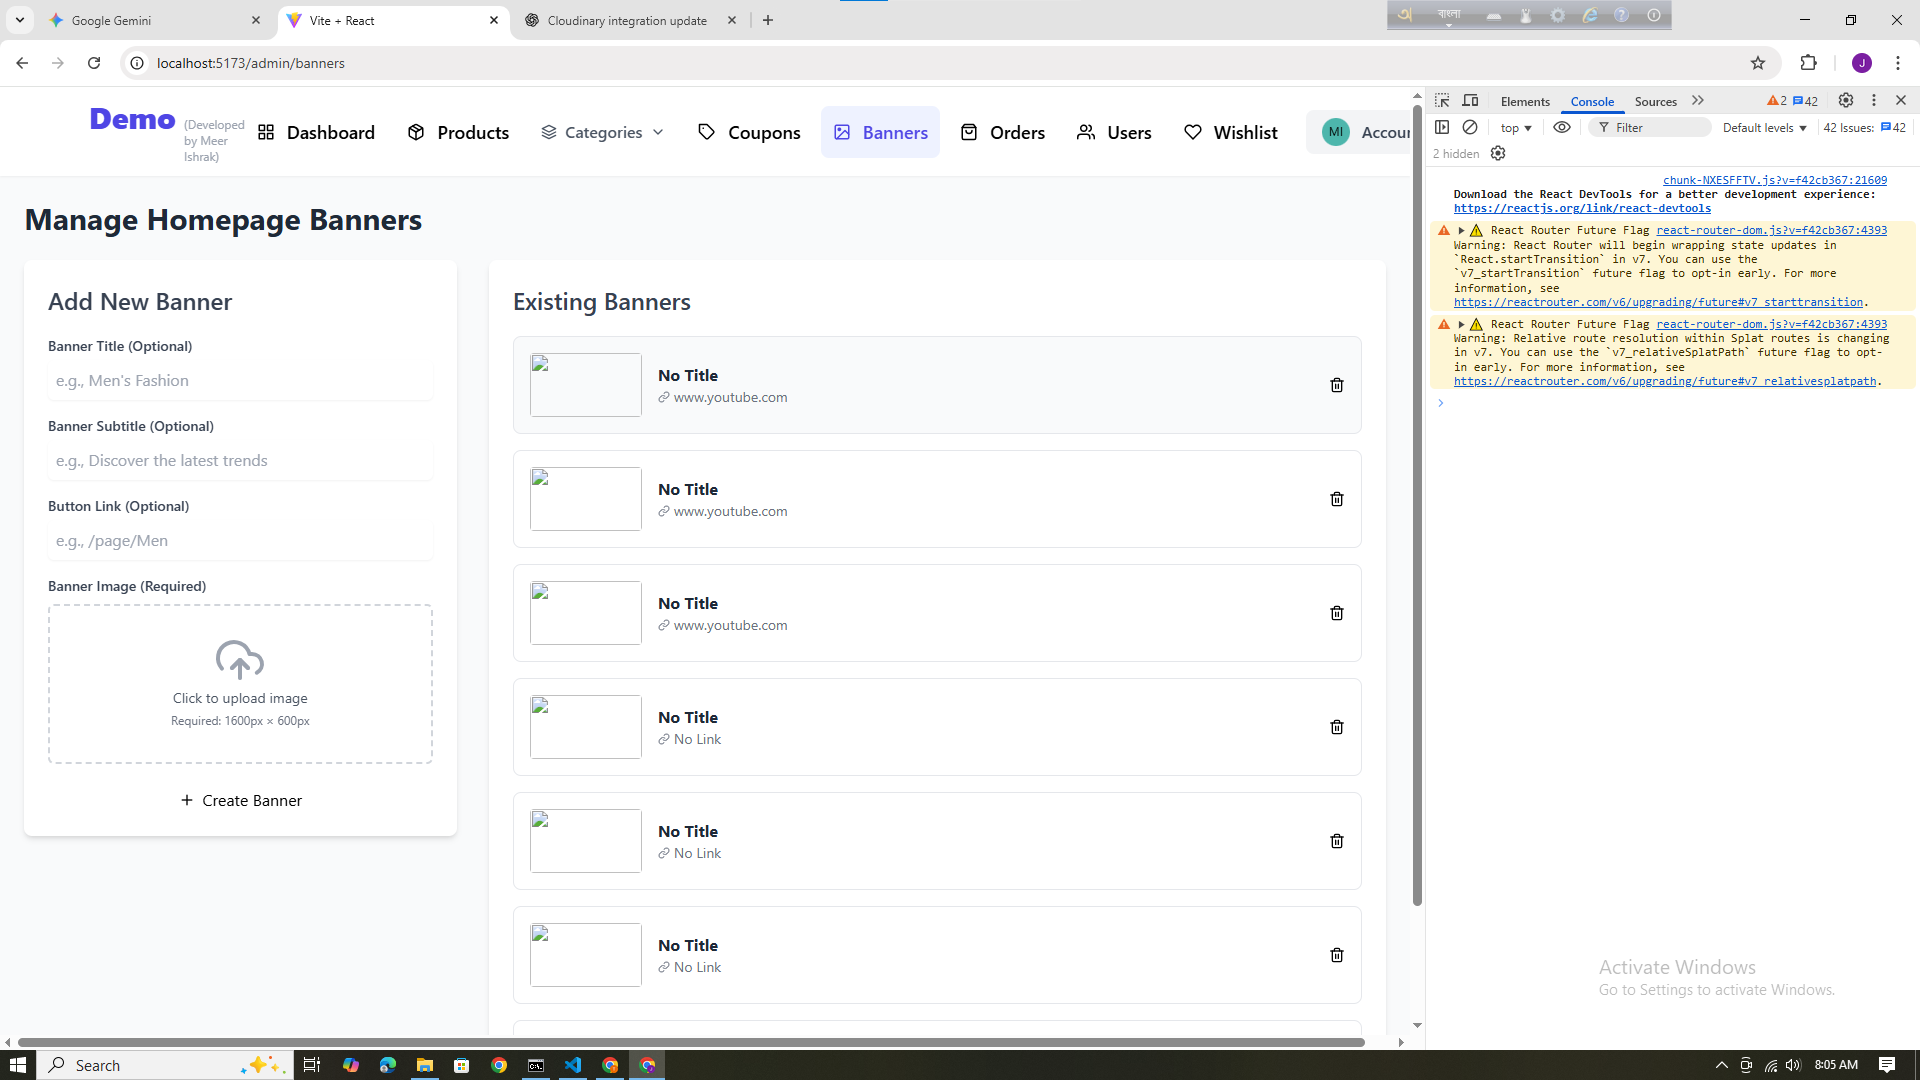 Google Gemini
Vite + React
Cloudinary integration update
বাংলা
localhost:5173/admin/banners
J
Demo
(Developed
by Meer
Ishrak)
Dashboard
Products
Categories
Coupons
Banners
Orders
Users
Wishlist
MI
Accour
Manage Homepage Banners
Add New Banner
Banner Title (Optional)
e.g., Men's Fashion
Banner Subtitle (Optional)
e.g., Discover the latest trends
Button Link (Optional)
e.g., /page/Men
Banner Image (Required)
Click to upload image
Required: 1600px × 600px
+ Create Banner
Existing Banners
No Title
www.youtube.com
No Title
www.youtube.com
No Title
www.youtube.com
No Title
No Link
No Title
No Link
No Title
No Link
Elements
Console
Sources
2
42
top
Filter
Default levels
42 Issues:
42
2 hidden
chunk-NXESFFTV.js?v=f42cb367:21609
Download the React DevTools for a better development experience:
https://reactjs.org/link/react-devtools
React Router Future Flag react-router-dom.js?v=f42cb367:4393
Warning: React Router will begin wrapping state updates in
`React.startTransition` in v7. You can use the
`v7_startTransition` future flag to opt-in early. For more
information, see
https://reactrouter.com/v6/upgrading/future#v7_starttransition.
React Router Future Flag react-router-dom.js?v=f42cb367:4393
Warning: Relative route resolution within Splat routes is changing
in v7. You can use the `v7_relativeSplatPath` future flag to opt-
in early. For more information, see
https://reactrouter.com/v6/upgrading/future#v7_relativesplatpath.
Activate Windows
Go to Settings to activate Windows.
Search
8:05 AM